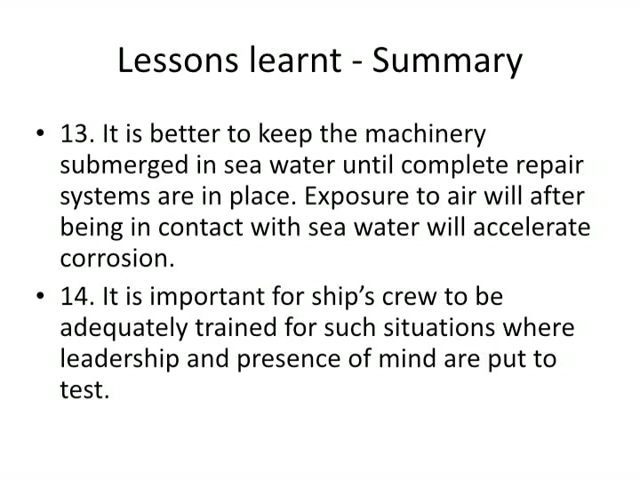 Lessons learnt - Summary
• 13. It is better to keep the machinery
submerged in sea water until complete repair
systems are in place. Exposure to air will after
being in contact with sea water will accelerate
corrosion.
• 14. It is important for ship’s crew to be
adequately trained for such situations where
leadership and presence of mind are put to
test.